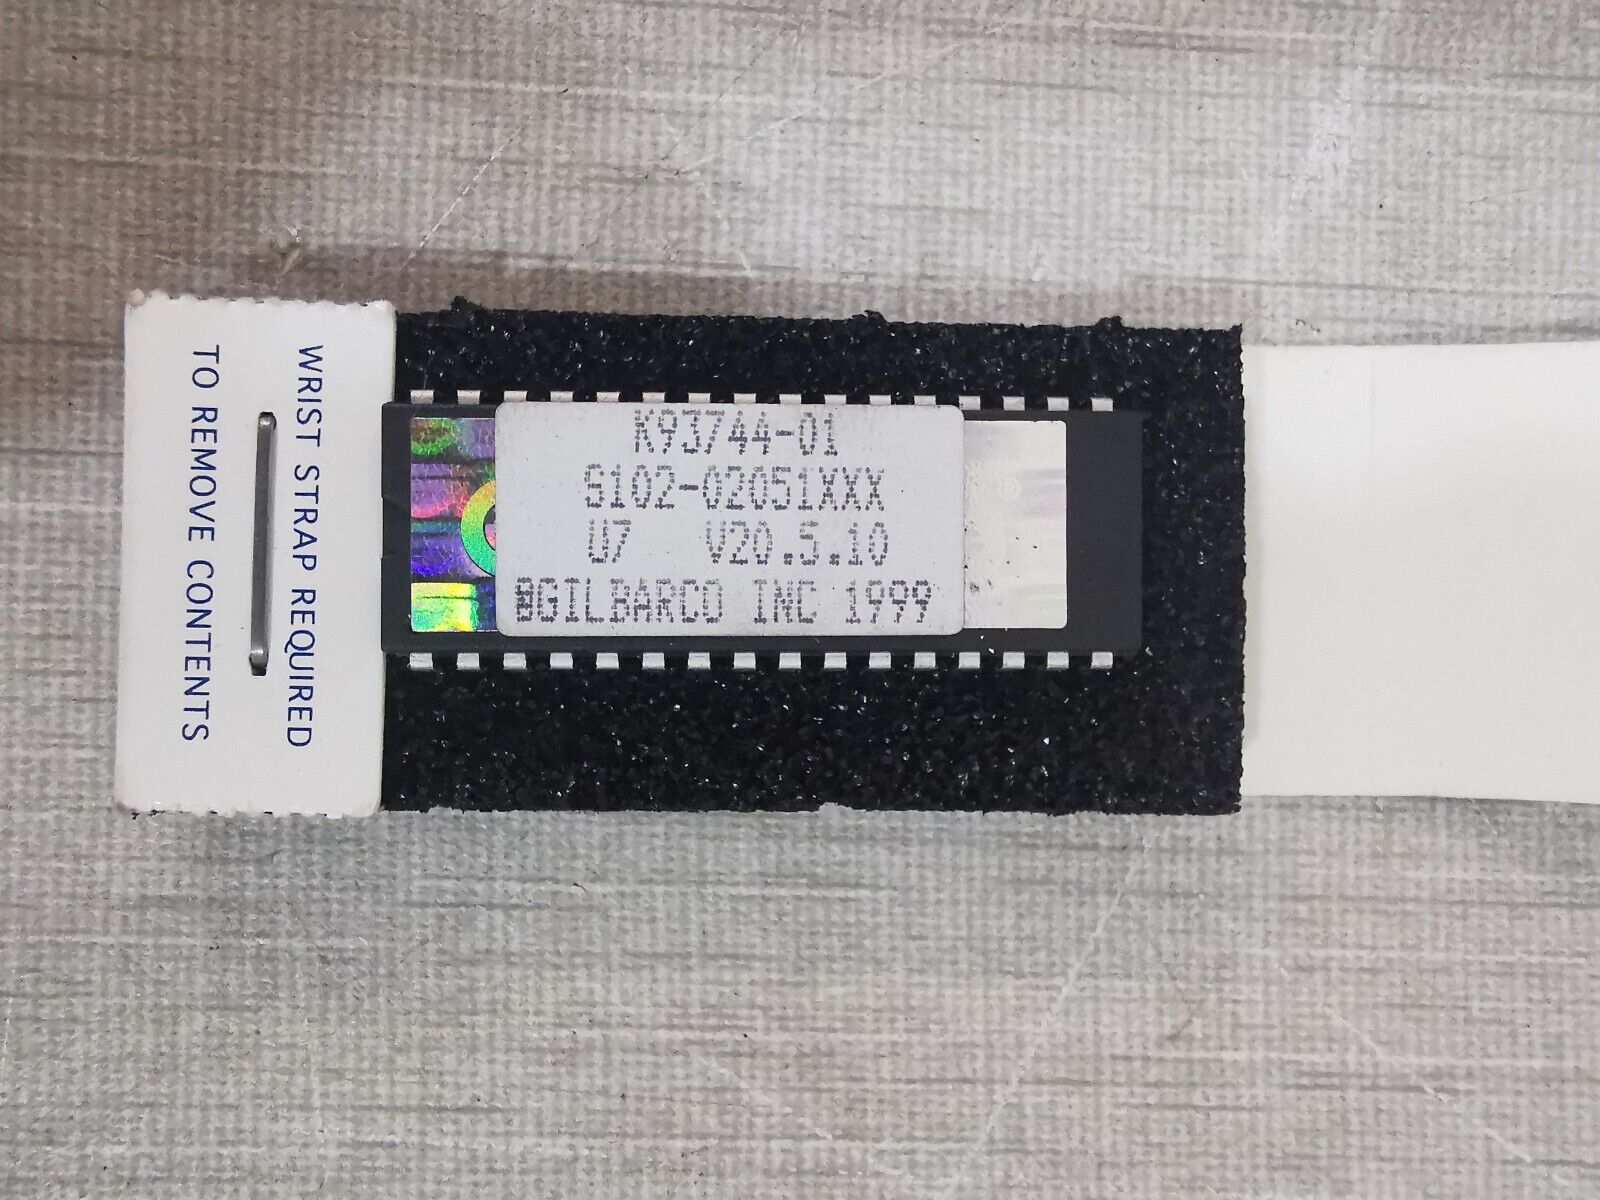 WRIST STRAP REQUIRED
TO REMOVE CONTENTS
K93744-01
S102-02051XXX
U7 V20.5.10
©GILBARCO INC 1999